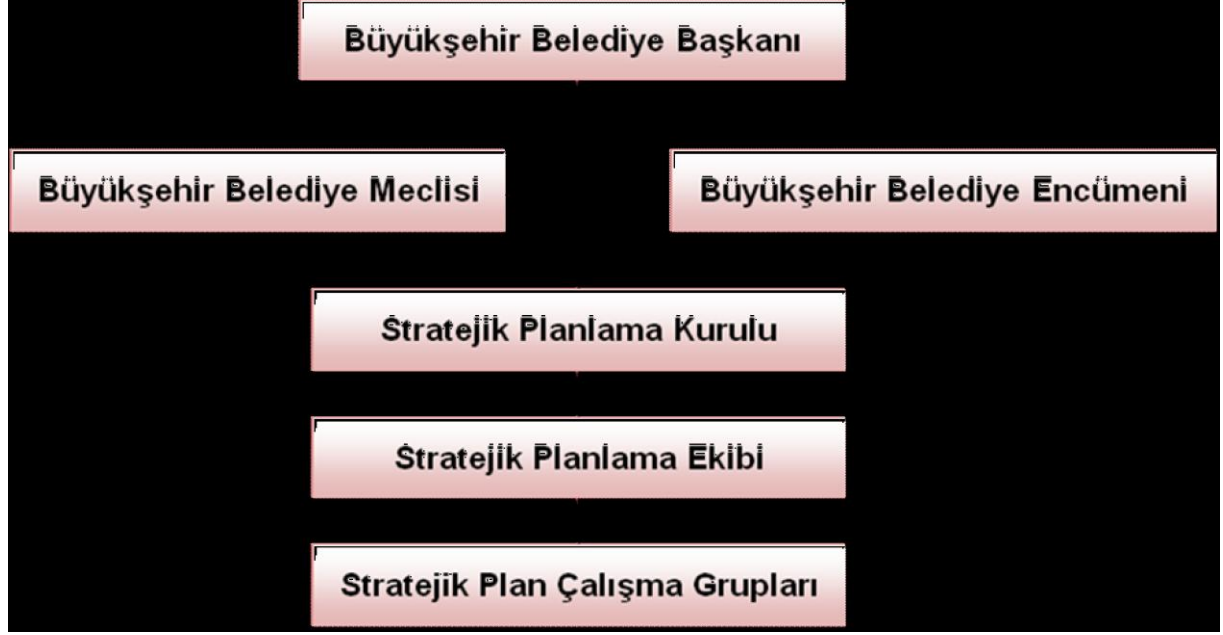 Büyükşehir Belediye Başkanı
Büyükşehir Belediye Meclisi
Büyükşehir Belediye Encümeni
Stratejik Planlama Kurulu
Stratejik Planlama Ekibi
Stratejik Plan Çalışma Grupları